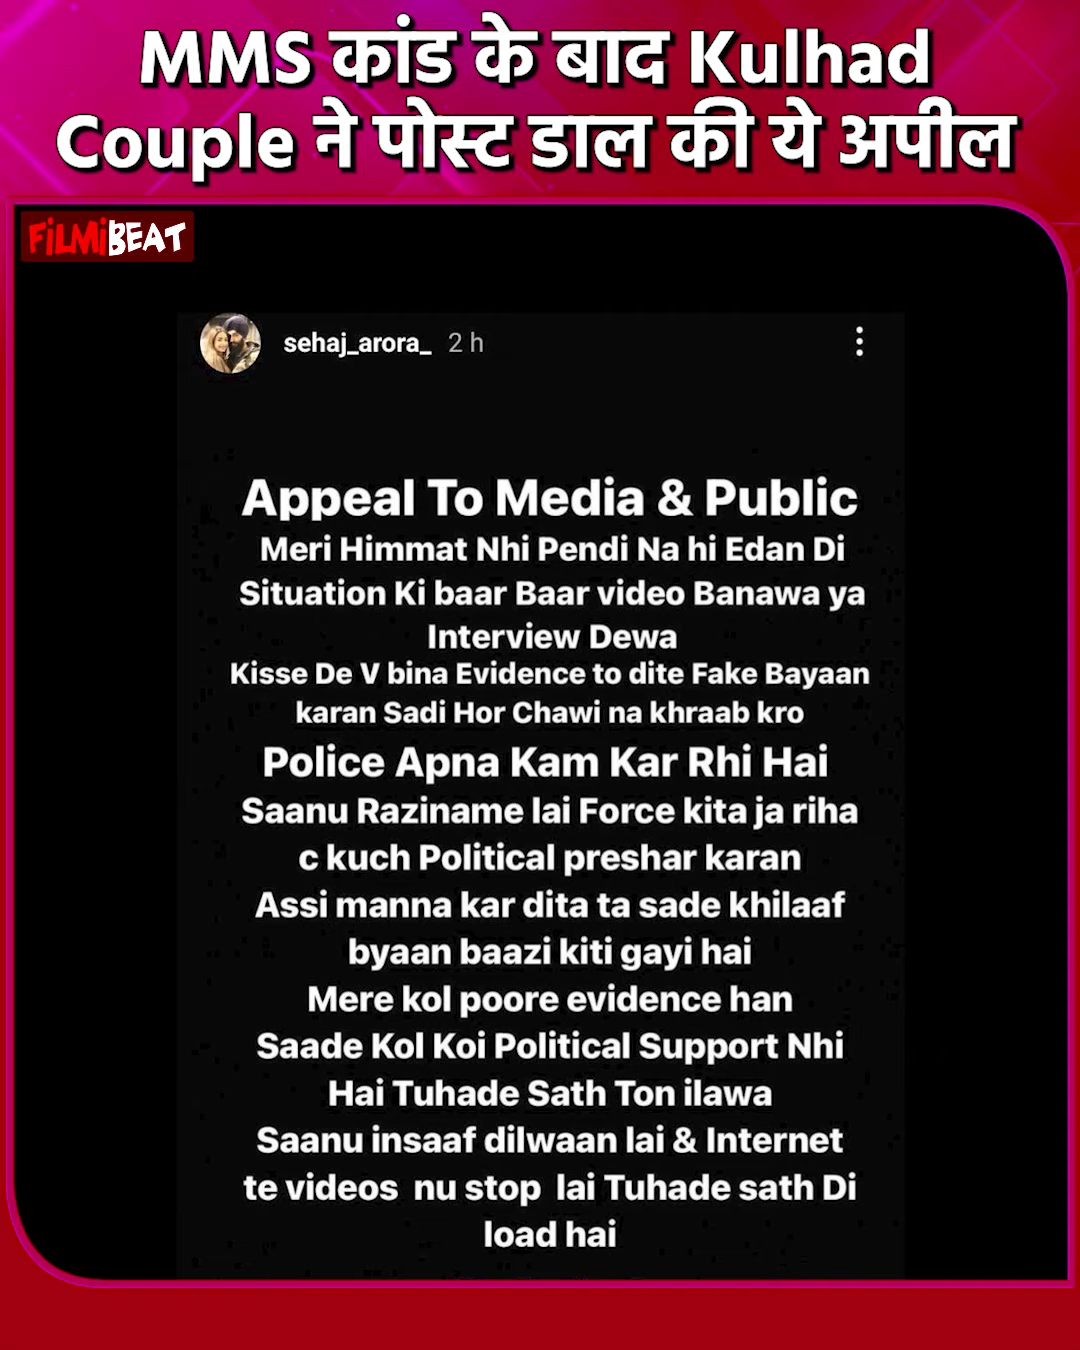 MMS कांड के बाद Kulhad
Couple ने पोस्ट डाल की ये अपील
FiLMiBEAT
sehaj_arora_ 2 h
Appeal To Media & Public
Meri Himmat Nhi Pendi Na hi Edan Di
Situation Ki baar Baar video Banawa ya
Interview Dewa
Kisse De V bina Evidence to dite Fake Bayaan
karan Sadi Hor Chawi na khraab kro
Police Apna Kam Kar Rhi Hai
Saanu Raziname lai Force kita ja riha
c kuch Political preshar karan
Assi manna kar dita ta sade khilaaf
byaan baazi kiti gayi hai
Mere kol poore evidence han
Saade Kol Koi Political Support Nhi
Hai Tuhade Sath Ton ilawa
Saanu insaaf dilwaan lai & Internet
te videos nu stop lai Tuhade sath Di
load hai